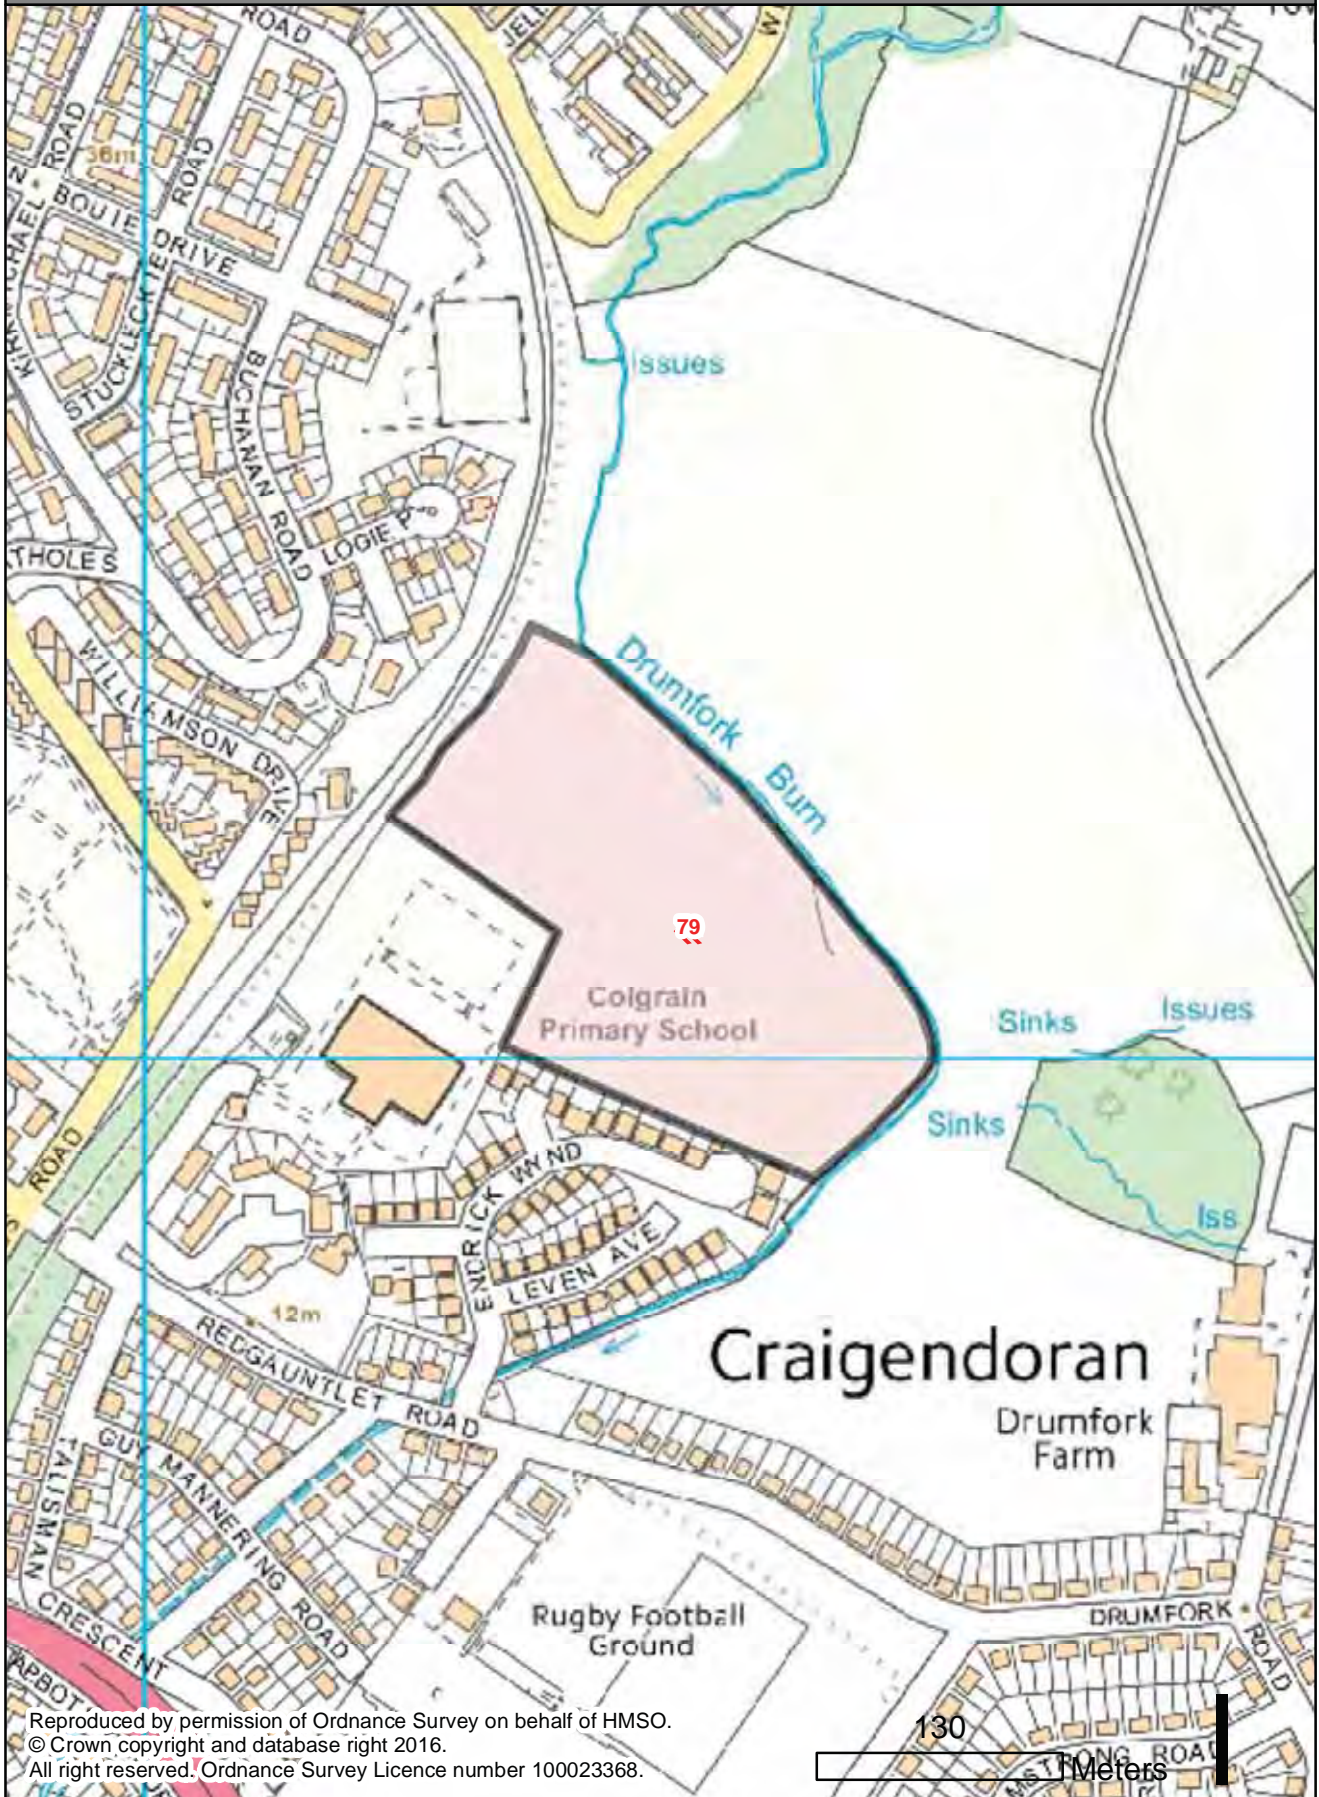 ROAD
JELL
ROAD
36m
ROAD
BOUIE DRIVE
STUCKLECKIE
BUCHANAN ROAD
Issues
LOGIE P
THOLES
WILLIAMSON DRIVE
Drumfork Burn
79
Colgrain
Primary School
Sinks
Issues
Sinks
Iss
ROAD
ENDRICK WYND
LEVEN AVE
12m
REDGAUNTLET ROAD
Craigendoran
Drumfork
Farm
GUY MANNERING ROAD
TALISMAN
CRESCENT
Rugby Football
Ground
DRUMFORK
ROAD
Reproduced by permission of Ordnance Survey on behalf of HMSO.
© Crown copyright and database right 2016.
All right reserved. Ordnance Survey Licence number 100023368.
130
Meters
ROAD